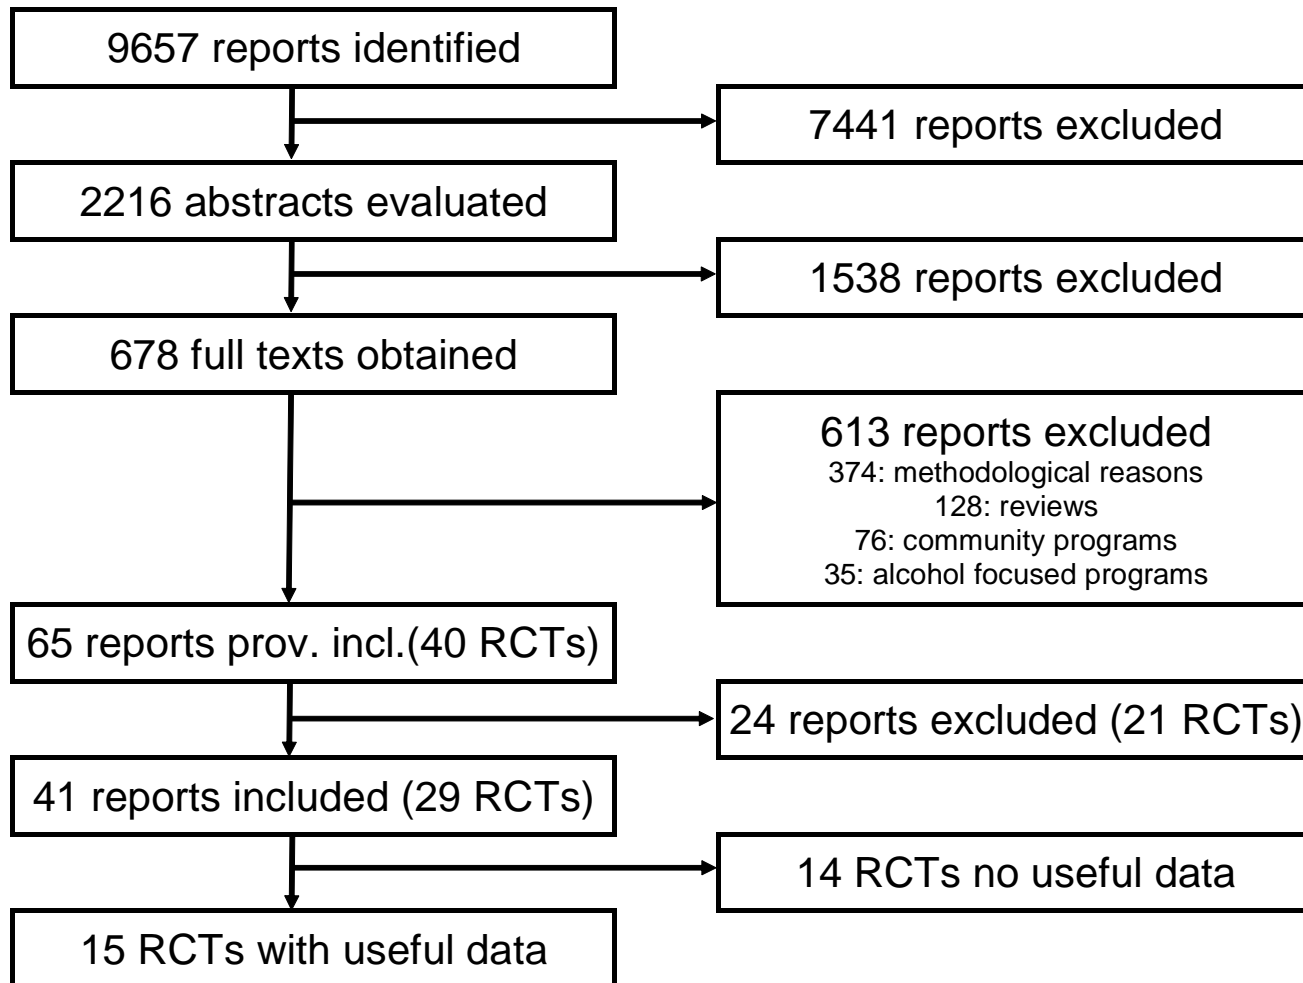 9657 reports identified
7441 reports excluded
2216 abstracts evaluated
1538 reports excluded
678 full texts obtained
613 reports excluded
374: methodological reasons
128: reviews
76: community programs
35: alcohol focused programs
65 reports prov. incl.(40 RCTs)
24 reports excluded (21 RCTs)
41 reports included (29 RCTs)
14 RCTs no useful data
15 RCTs with useful data